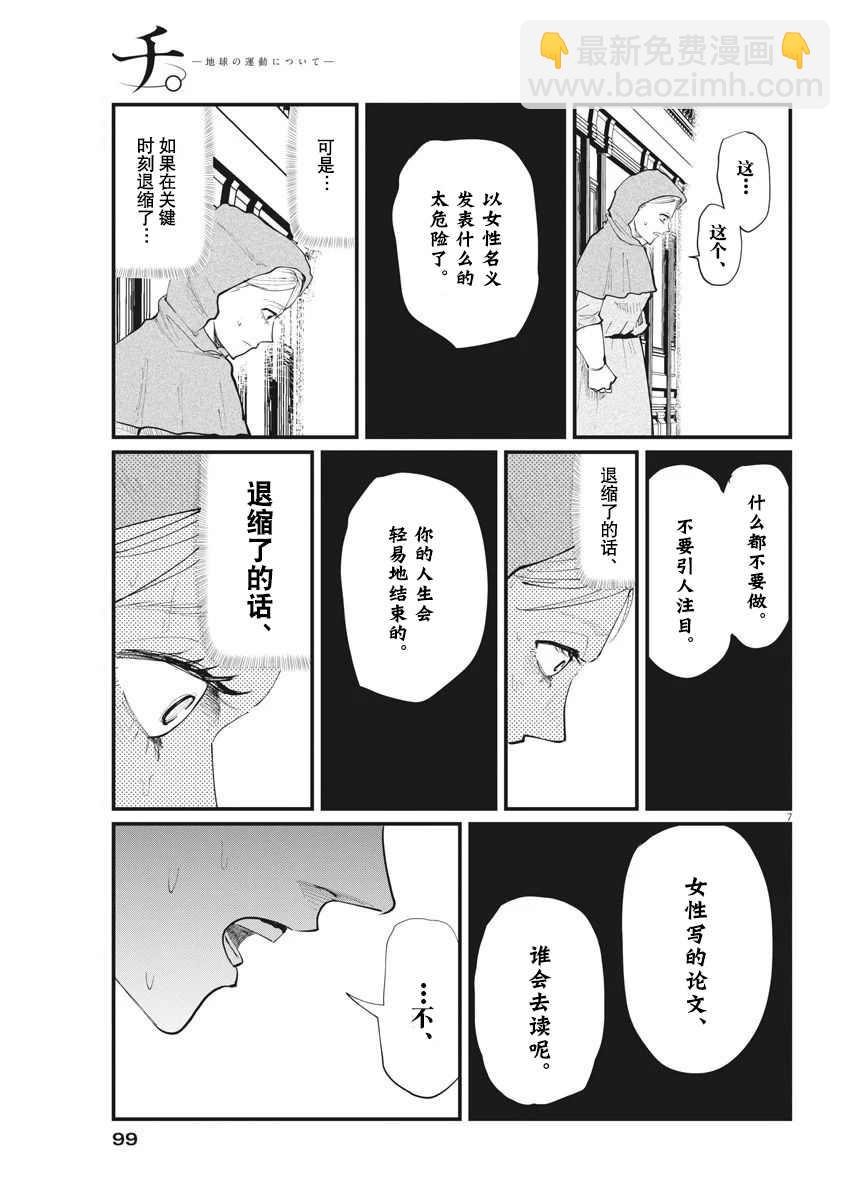 チ。
—地球の運動について—
👇最新免费漫画👇
www.baozimh.com
这…
这个、
以女性名义
发表什么的
太危险了。
可是…
如果在关键
时刻退缩了…
什么都不要做。
不要引人注目。
退缩了的话、
你的人生会
轻易地结束的。
退缩了的话、
7
女性写的论文、
谁会去读呢。
…不、
99